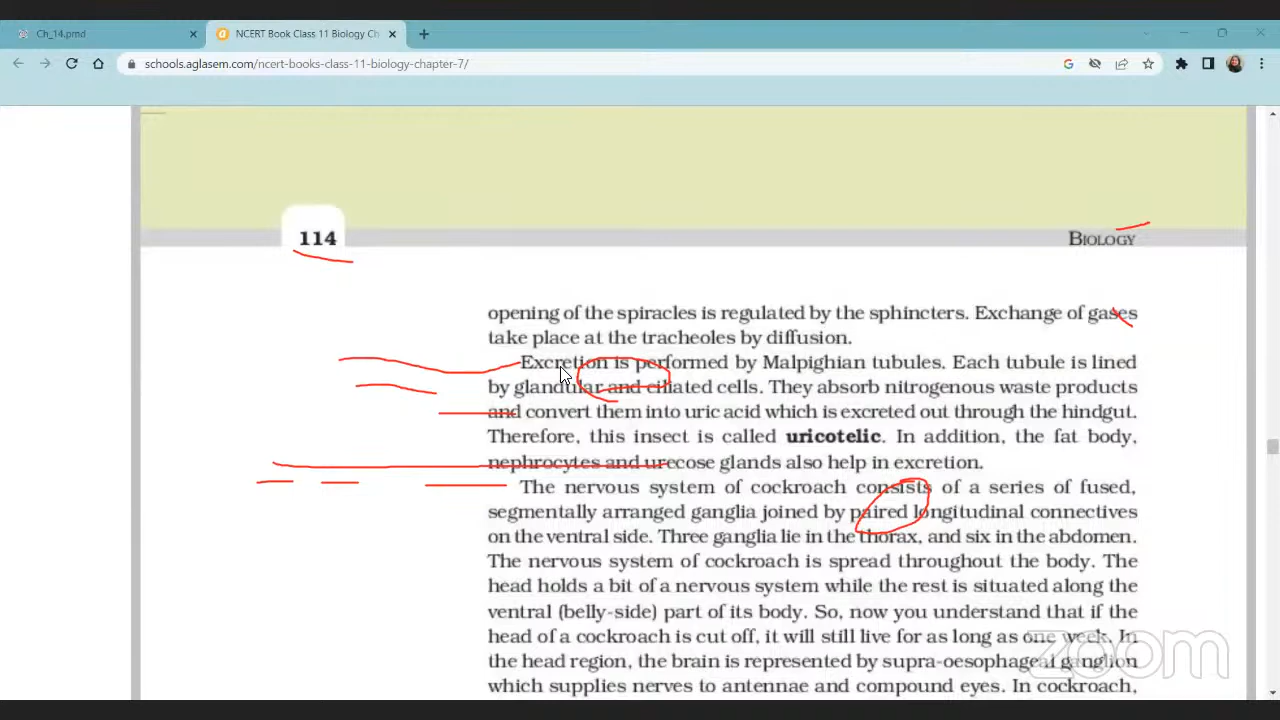 Ch_14.pmd
NCERT Book Class 11 Biology Ch
schools.aglasem.com/ncert-books-class-11-biology-chapter-7/
114
BIOLOGY
opening of the spiracles is regulated by the sphincters. Exchange of gases
take place at the tracheoles by diffusion.
Excretion is performed by Malpighian tubules. Each tubule is lined
by glandular and ciliated cells. They absorb nitrogenous waste products
and convert them into uric acid which is excreted out through the hindgut.
Therefore, this insect is called uricotelic. In addition, the fat body,
nephrocytes and urecose glands also help in excretion.
The nervous system of cockroach consists of a series of fused,
segmentally arranged ganglia joined by paired longitudinal connectives
on the ventral side. Three ganglia lie in the thorax, and six in the abdomen.
The nervous system of cockroach is spread throughout the body. The
head holds a bit of a nervous system while the rest is situated along the
ventral (belly-side) part of its body. So, now you understand that if the
head of a cockroach is cut off, it will still live for as long as one week. In
the head region, the brain is represented by supra-oesophageal ganglion
which supplies nerves to antennae and compound eyes. In cockroach,
zoom